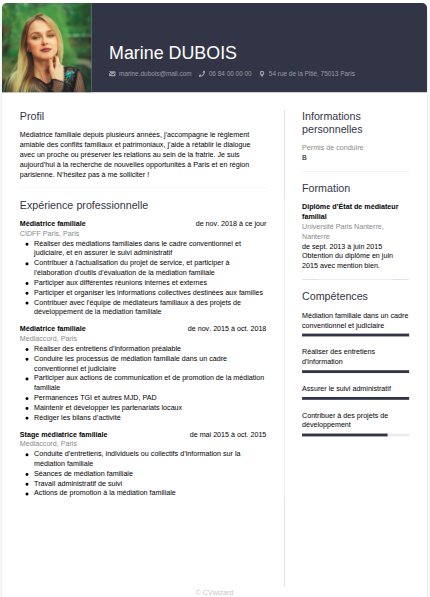 Marine DUBOIS
marine.dubois@mail.com 06 84 00 00 00 54 rue de la Pitié, 75013 Paris
Profil
Médiatrice familiale depuis plusieurs années, j'accompagne le règlement
amiable des conflits familiaux et patrimoniaux, j'aide à rétablir le dialogue
avec un proche ou préserver les relations au sein de la fratrie. Je suis
aujourd'hui à la recherche de nouveaux projets à Paris et en région
parisienne. N'hésitez pas à me solliciter !
Expérience professionnelle
Médiatrice familiale de nov. 2018 à ce jour
CIDFF Paris, Paris
Réaliser des médiations familiales dans le cadre conventionnel et
judiciaire, et en assurer le suivi administratif
Contribuer à l'actualisation du projet de service, et participer à
l'élaboration d'outils d'évaluation de la médiation familiale
Participer aux différents réunions internes et externes
Participer et organiser les informations collectives destinées aux familles
Contribuer avec l'équipe de médiateurs familiaux à des projets de
développement de la médiation familiale
Médiatrice familiale de nov. 2015 à oct. 2018
Mediaccord, Paris
Réaliser des entretiens d'information préalable
Conduire les processus de médiation familiale dans un cadre
conventionnel et judiciaire
Participer aux actions de communication et de promotion de la médiation
familiale
Permanences TGI et autres MJD, PAD
Maintenir et développer les partenariats locaux
Rédiger les bilans d'activité
Stage médiatrice familiale de mai 2015 à oct. 2015
Mediaccord, Paris
Conduite d'entretiens, individuels ou collectifs d'information sur la
médiation familiale
Séances de médiation familiale
Travail administratif de suivi
Actions de promotion à la médiation familiale
Informations
personnelles
Permis de conduire
B
Formation
Diplôme d'État de médiateur
familial
Université Paris Nanterre,
Nanterre
de sept. 2013 à juin 2015
Obtention du diplôme en juin
2015 avec mention bien.
Compétences
Médiation familiale dans un cadre
conventionnel et judiciaire
Réaliser des entretiens
d'information
Assurer le suivi administratif
Contribuer à des projets de
développement
© CVwizard